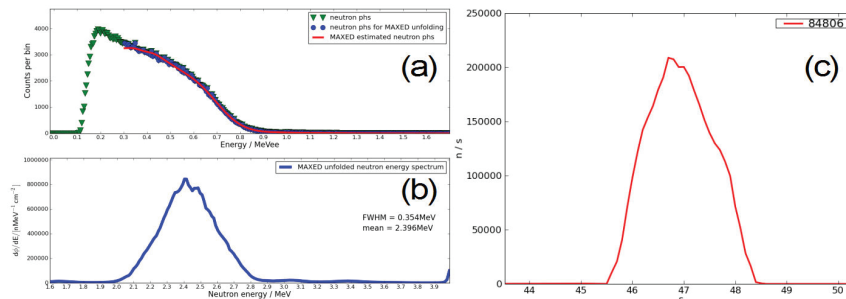 neutron phs
neutron phs for MAXED unfolding
MAXED estimated neutron phs
(a)
Counts per bin
4000
3000
2000
1000
0
0.0 0.1 0.2 0.3 0.4 0.5 0.6 0.7 0.8 0.9 1.0 1.1 1.2 1.3 1.4 1.5 1.6
Energy / MeVee
MAXED unfolded neutron energy spectrum
(b)
FWHM = 0.354MeV
mean = 2.396MeV
1000000
800000
600000
400000
200000
0
1.6 1.7 1.8 1.9 2.0 2.1 2.2 2.3 2.4 2.5 2.6 2.7 2.8 2.9 3.0 3.1 3.2 3.3 3.4 3.5 3.6 3.7 3.8 3.9
Neutron energy / MeV
84806
(c)
n / s
250000
200000
150000
100000
50000
0
44 45 46 47 48 49 50